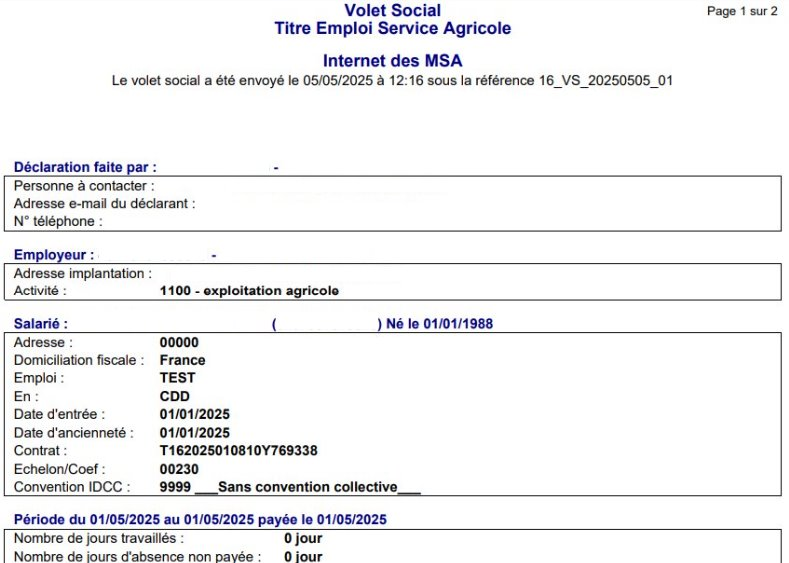 Volet Social
Page 1 sur 2
Titre Emploi Service Agricole
Internet des MSA
Le volet social a été envoyé le 05/05/2025 à 12:16 sous la référence 16_VS_20250505_01
Déclaration faite par : -
Personne à contacter :
Adresse e-mail du déclarant :
N° téléphone :
Employeur : -
Adresse implantation :
Activité : 1100 - exploitation agricole
Salarié : ( ) Né le 01/01/1988
Adresse : 00000
Domiciliation fiscale : France
Emploi : TEST
En : CDD
Date d'entrée : 01/01/2025
Date d'ancienneté : 01/01/2025
Contrat : T162025010810Y769338
Echelon/Coef : 00230
Convention IDCC : 9999 ___Sans convention collective___
Période du 01/05/2025 au 01/05/2025 payée le 01/05/2025
Nombre de jours travaillés : 0 jour
Nombre de jours d'absence non payée : 0 jour